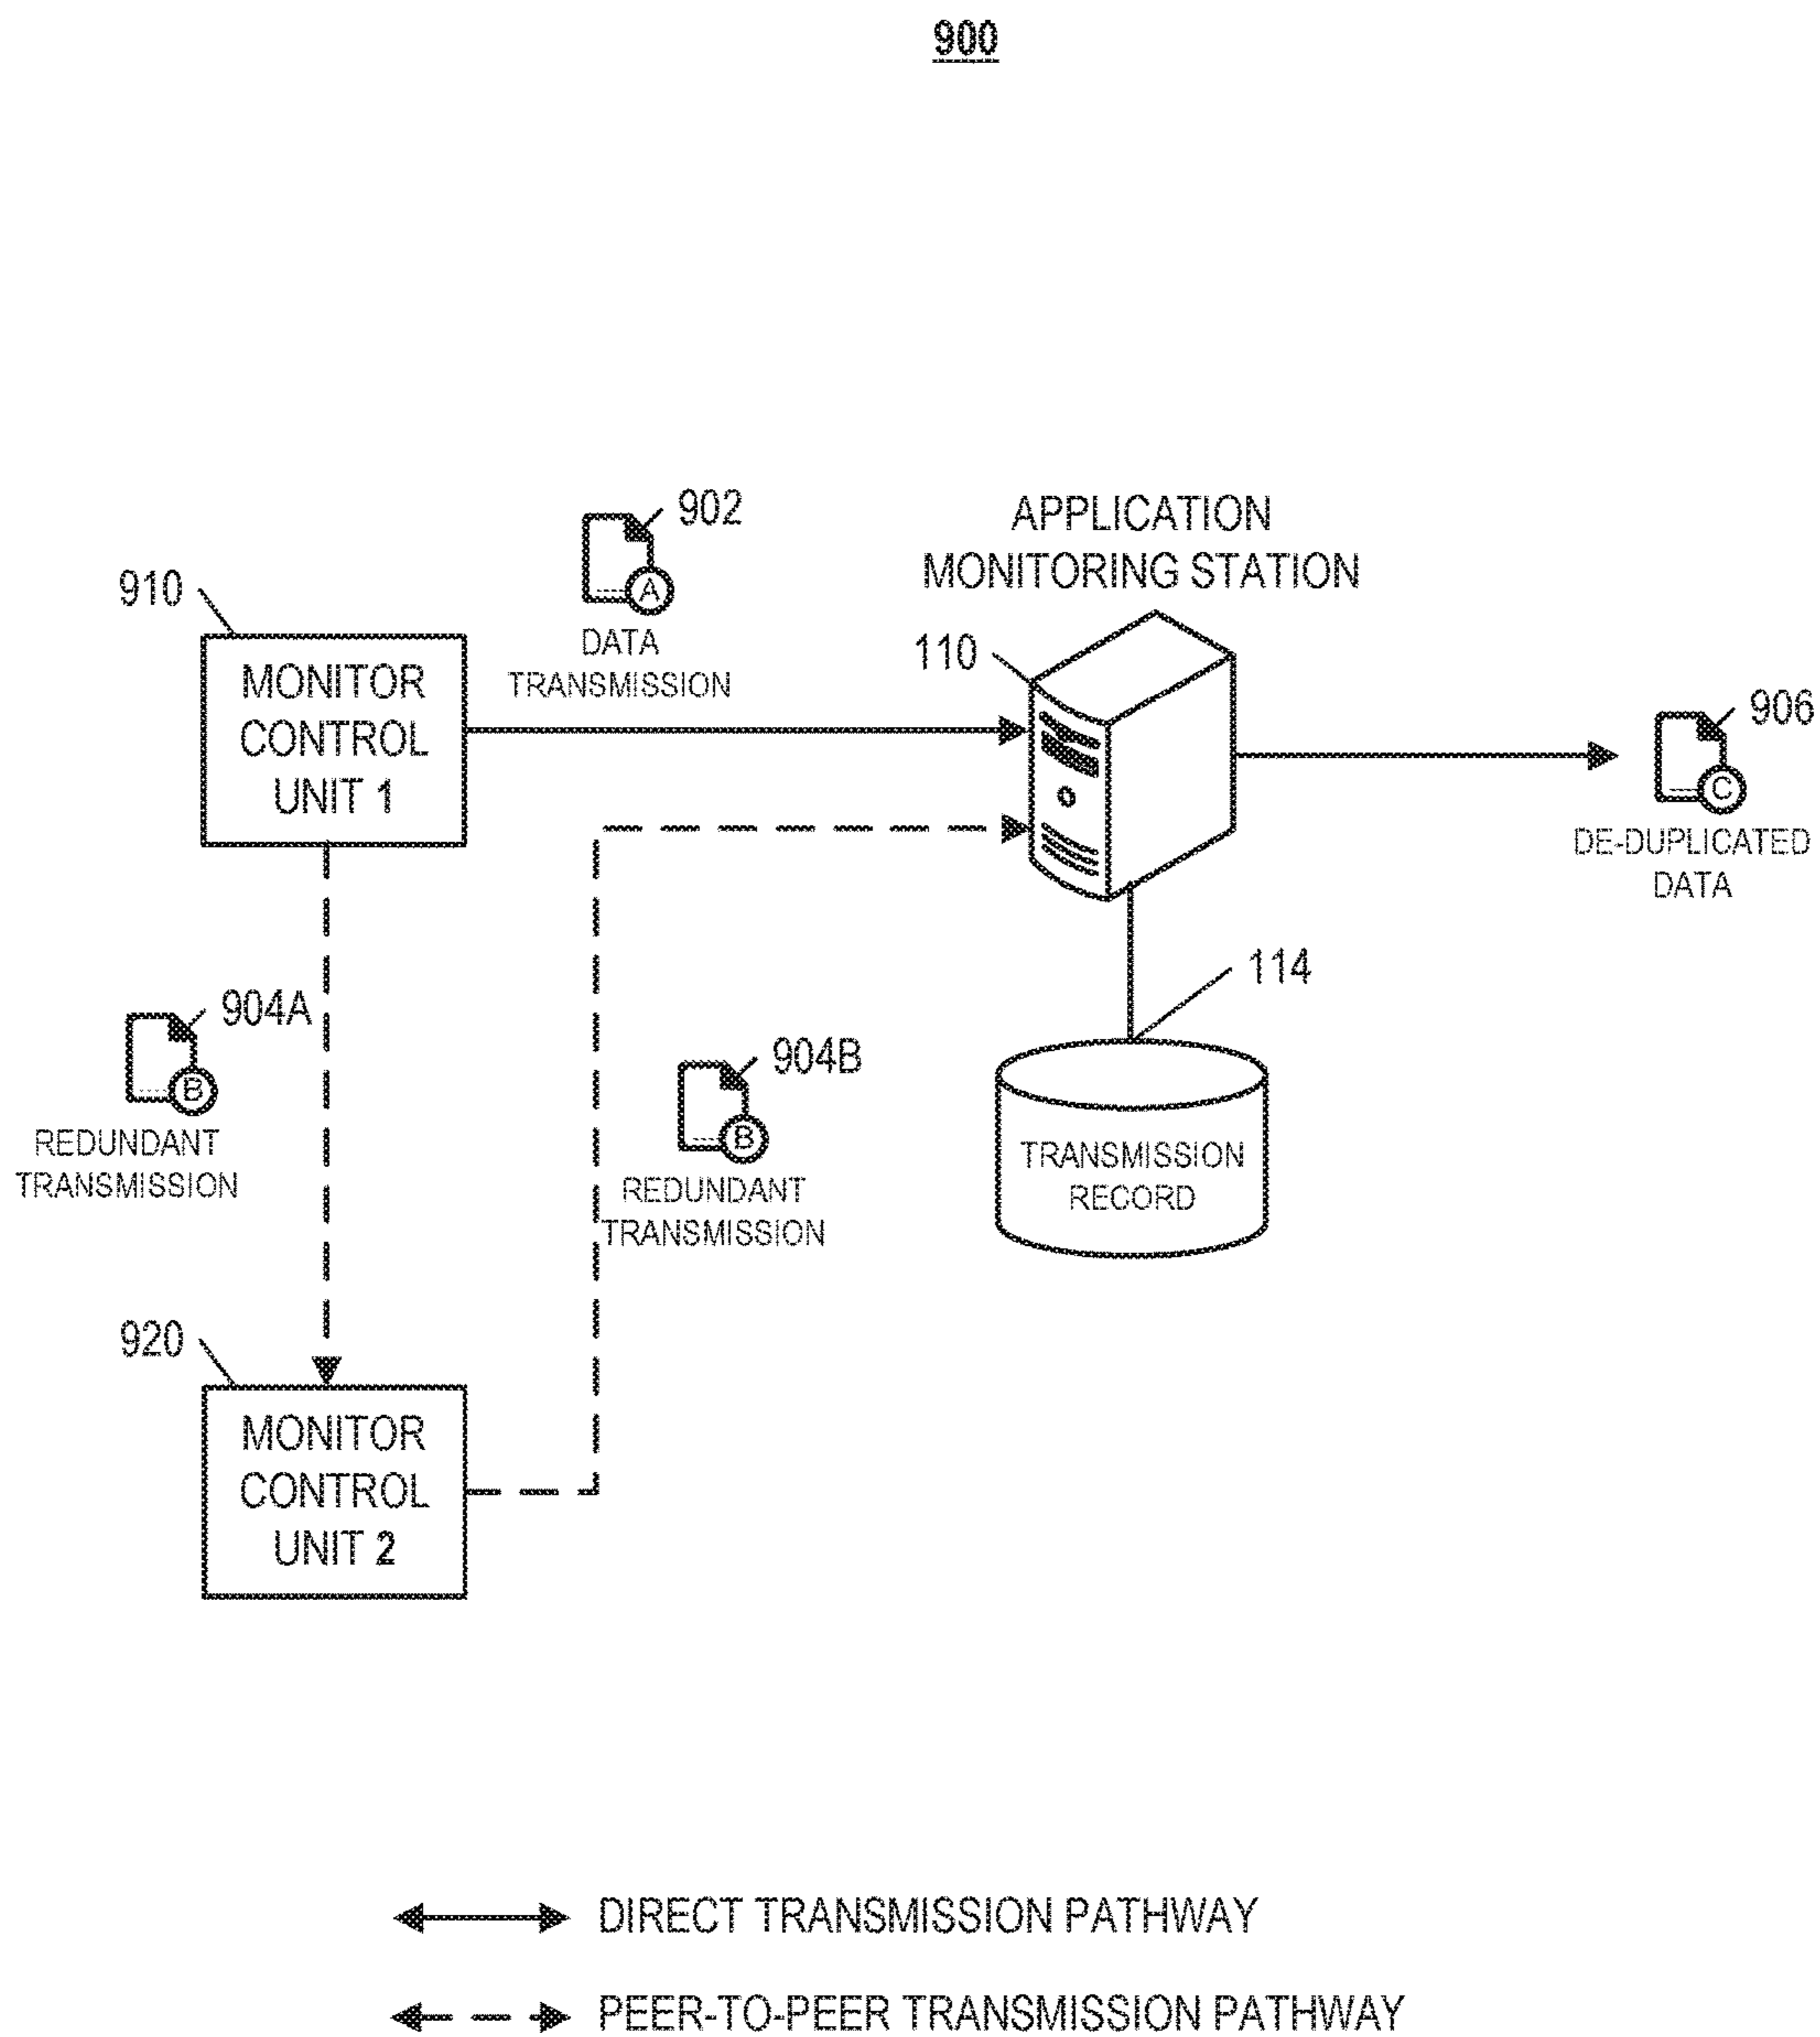 900
902
A
DATA
TRANSMISSION
APPLICATION
MONITORING STATION
910
MONITOR
CONTROL
UNIT 1
110
906
C
DE-DUPLICATED
DATA
904A
B
REDUNDANT
TRANSMISSION
904B
B
REDUNDANT
TRANSMISSION
114
TRANSMISSION
RECORD
920
MONITOR
CONTROL
UNIT 2
DIRECT TRANSMISSION PATHWAY
PEER-TO-PEER TRANSMISSION PATHWAY